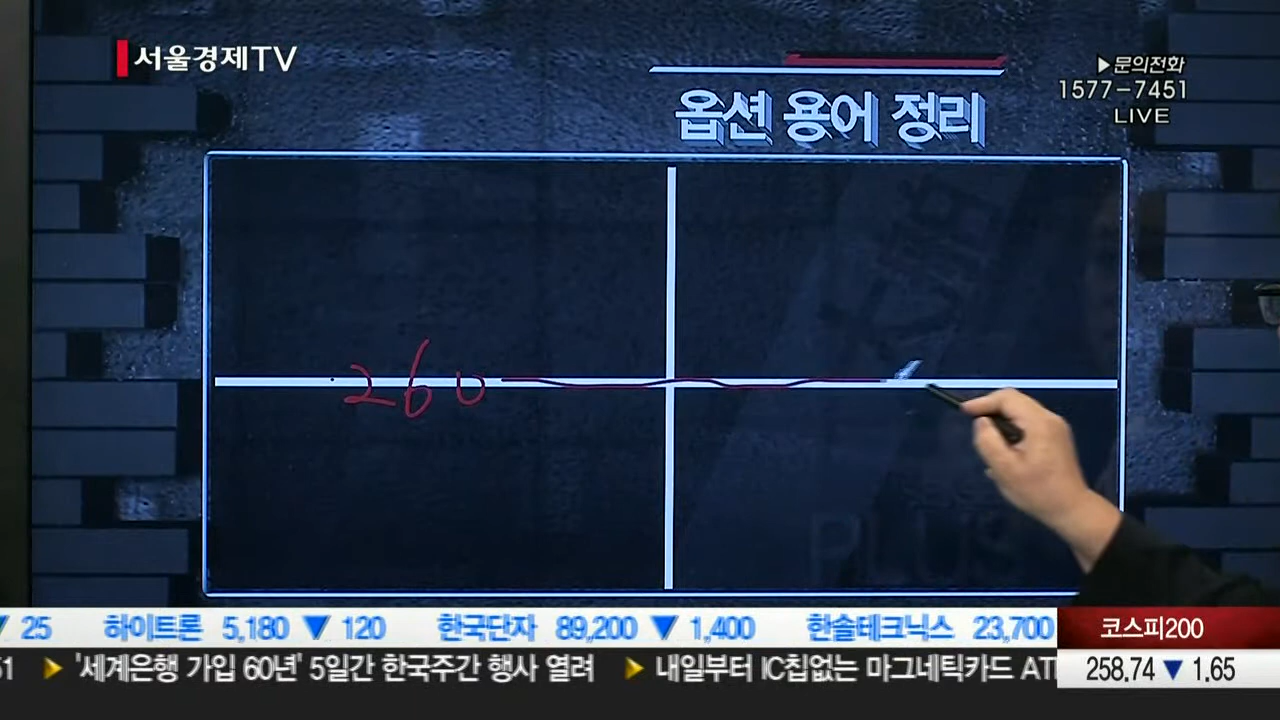 서울경제TV
▶문의전화
1577-7451
LIVE
옵션 용어 정리
260
PLUS
▼ 25 하이트론 5,180 ▼ 120 한국단자 89,200 ▼ 1,400 한솔테크닉스 23,700
코스피200
51 ▶ '세계은행 가입 60년' 5일간 한국주간 행사 열려 ▶ 내일부터 IC칩없는 마그네틱카드 AT
258.74 ▼ 1.65